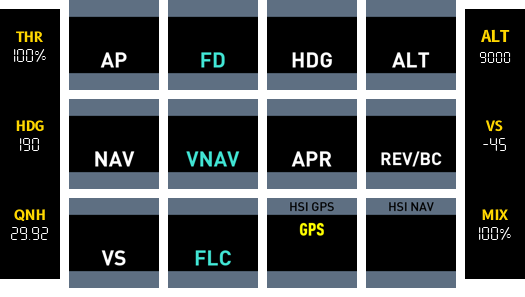 THR
100%
HDG
190
QNH
29.92
AP
FD
HDG
ALT
NAV
VNAV
APR
REV/BC
VS
FLC
HSI GPS
GPS
HSI NAV
ALT
9000
VS
-45
MIX
100%